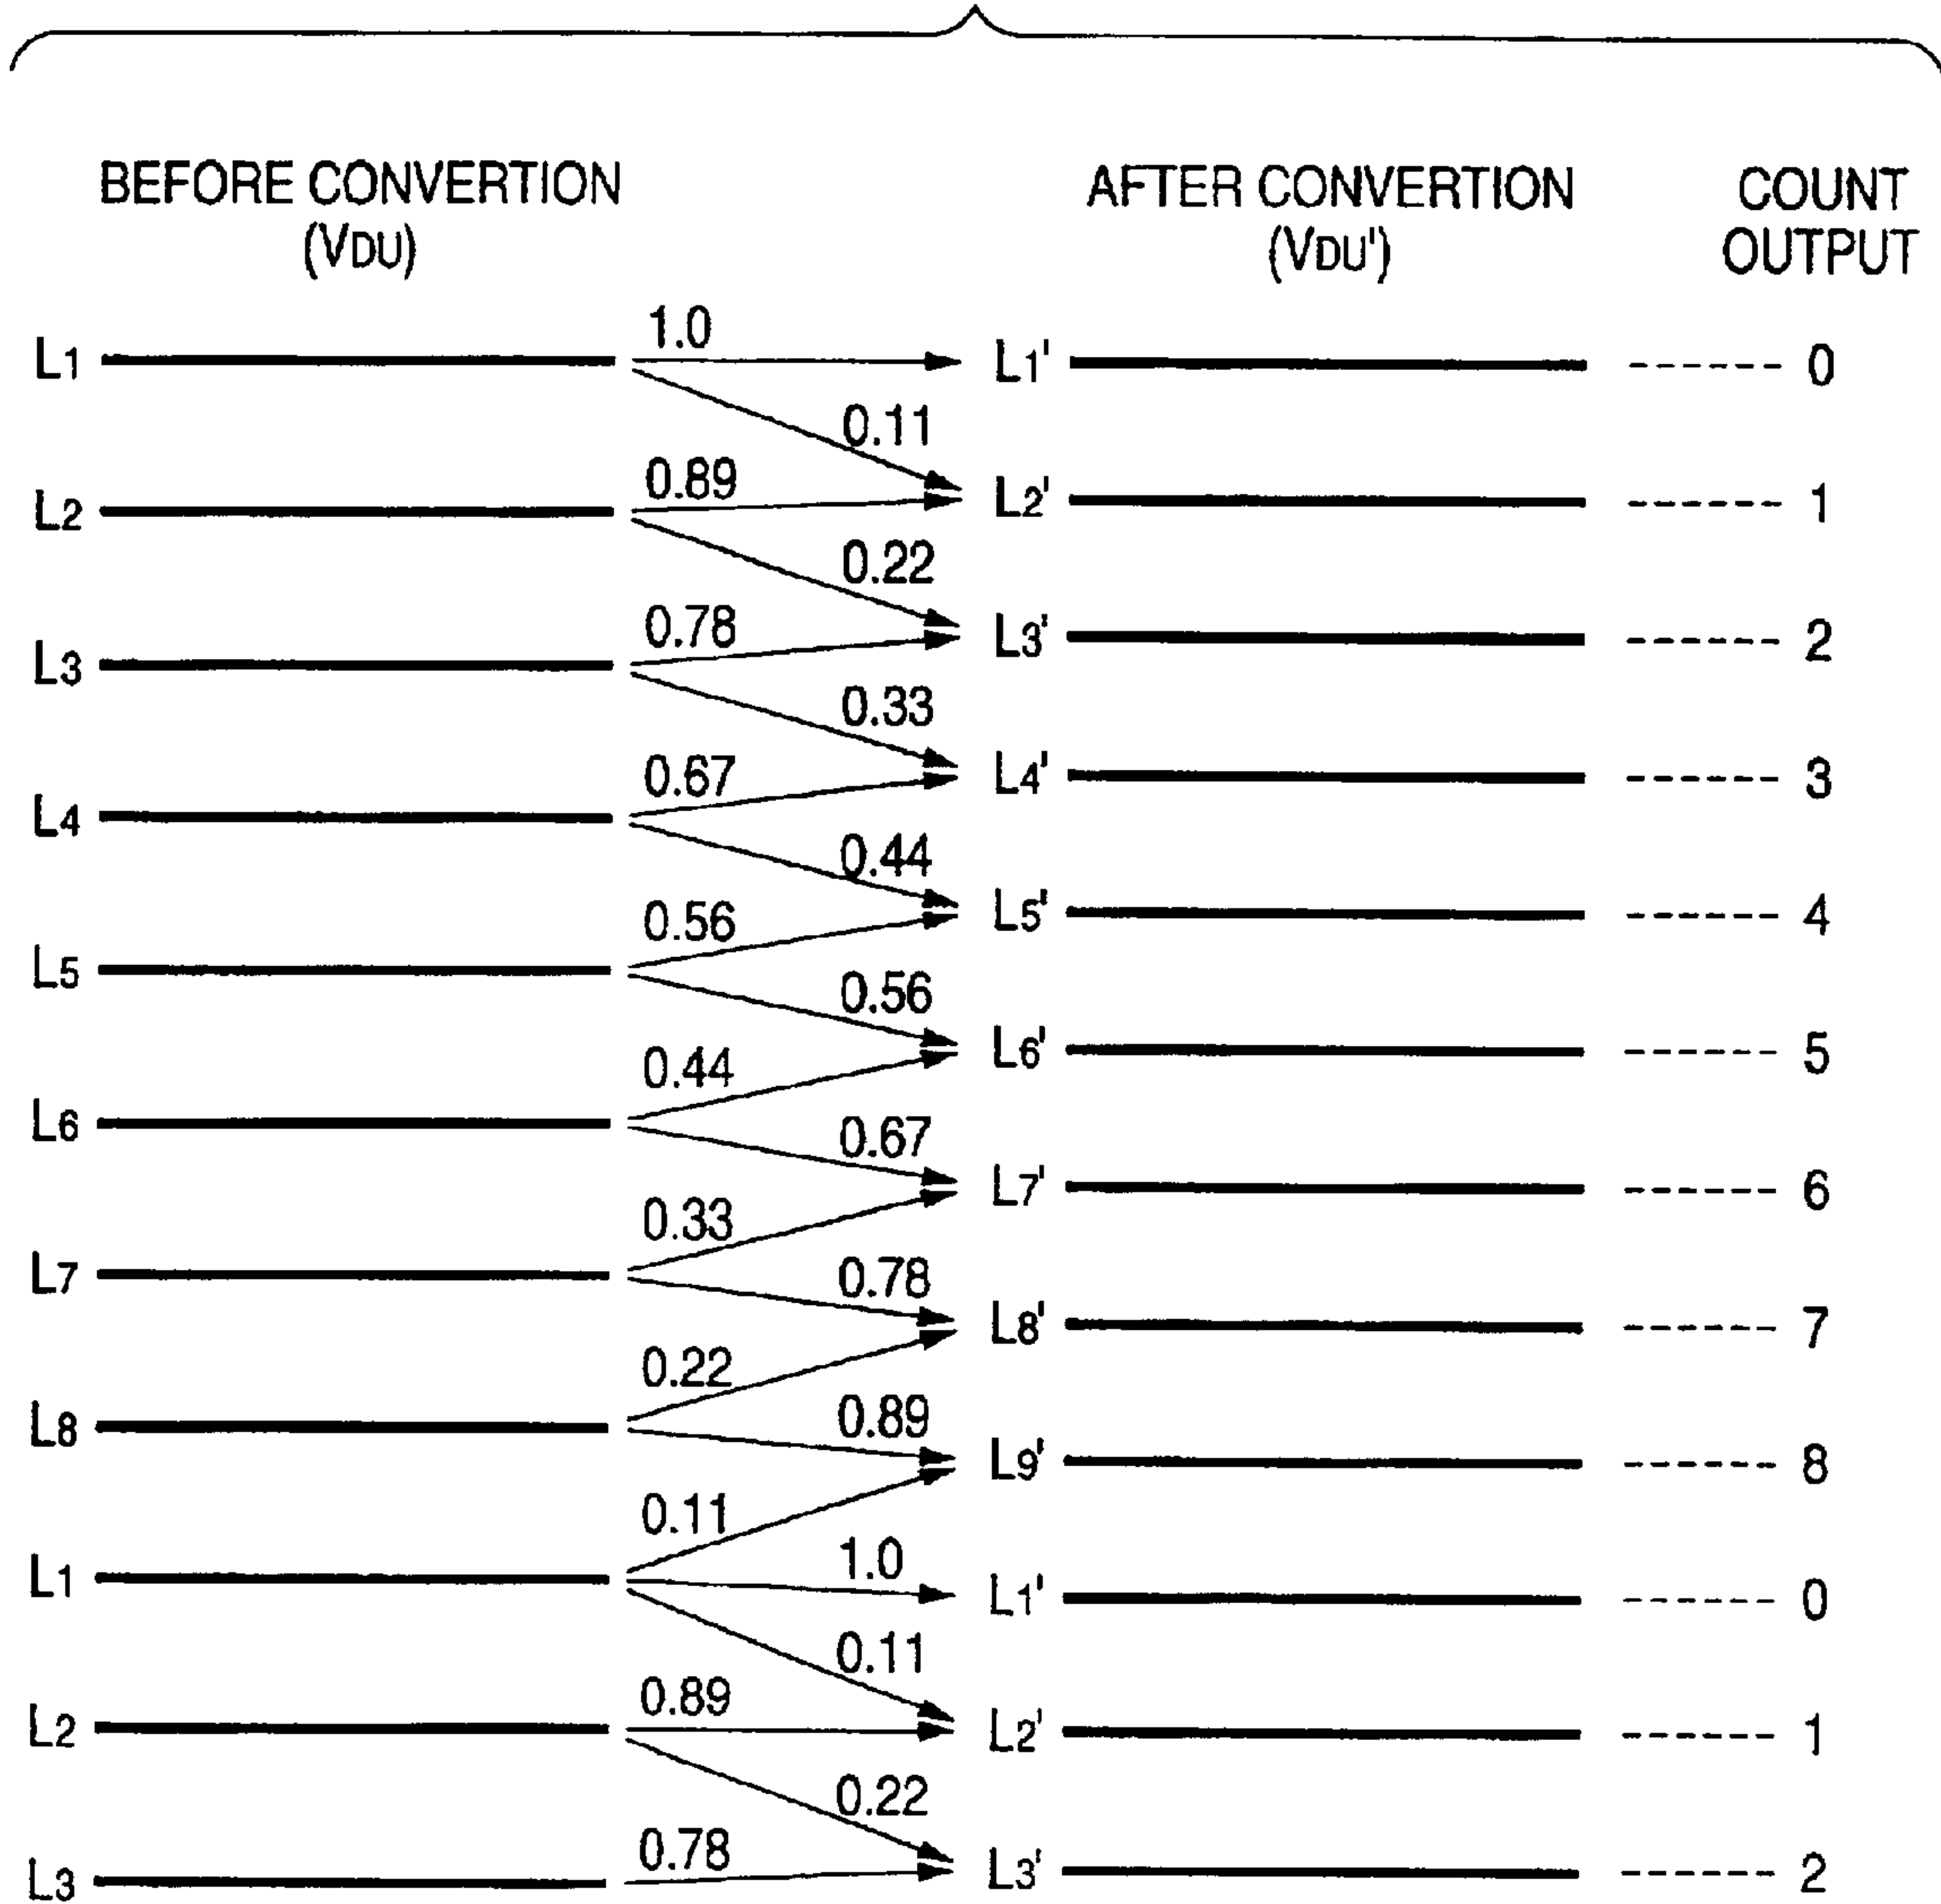 BEFORE CONVERTION
(VDU)
AFTER CONVERTION
(VDU')
COUNT
OUTPUT
L1 1.0 L1' ------ 0
0.11
L2 0.89 L2' ------ 1
0.22
L3 0.78 L3' ------ 2
0.33
L4 0.67 L4' ------ 3
0.44
L5 0.56 L5' ------ 4
0.56
L6 0.44 L6' ------ 5
0.67
L7 0.33 L7' ------ 6
0.78
L8 0.22 L8' ------ 7
0.89
L9' ------ 8
L1 0.11
1.0 L1' ------ 0
0.11
L2 0.89 L2' ------ 1
0.22
L3 0.78 L3' ------ 2